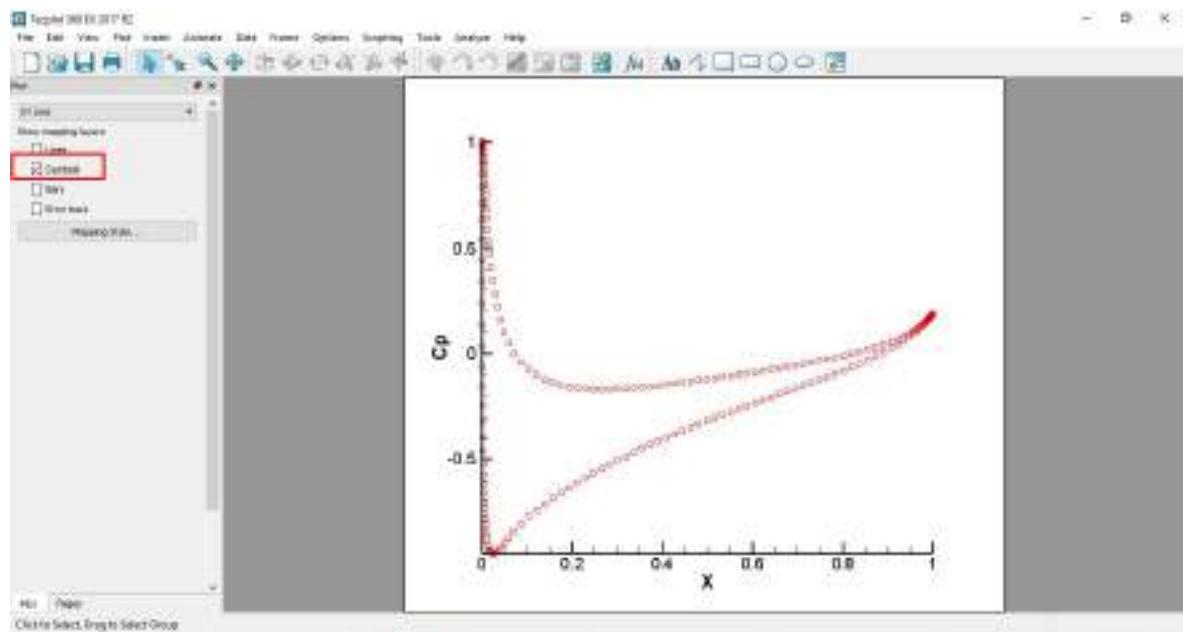 Tecplot 360 EX 2017 R2
File Edit View Plot Insert Animate Data Frame Options Scripting Tools Analyze Help
Plot
XY Line
Show mapping layers
Lines
Symbols
Bars
Error bars
Mapping Style...
1
0.5
Cp
0
-0.5
0 0.2 0.4 0.6 0.8 1
X
Plot Pages
Click to Select, Drag to Select Group